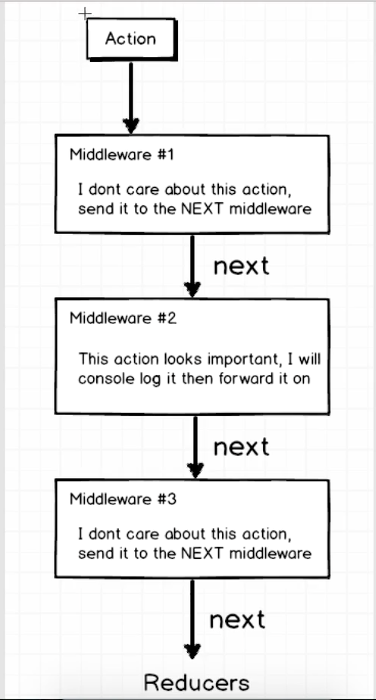 Action
Middleware #1
I dont care about this action,
send it to the NEXT middleware
next
Middleware #2
This action looks important, I will
console log it then forward it on
next
Middleware #3
I dont care about this action,
send it to the NEXT middleware
next
Reducers